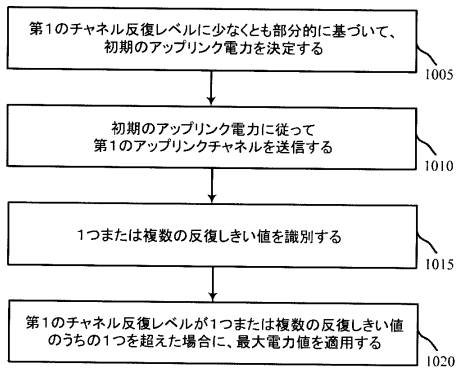 第１のチャネル反復レベルに少なくとも部分的に基づいて、
初期のアップリンク電力を決定する
1005
初期のアップリンク電力に従って
第１のアップリンクチャネルを送信する
1010
１つまたは複数の反復しきい値を識別する
1015
第１のチャネル反復レベルが１つまたは複数の反復しきい値
のうちの１つを超えた場合に、最大電力値を適用する
1020